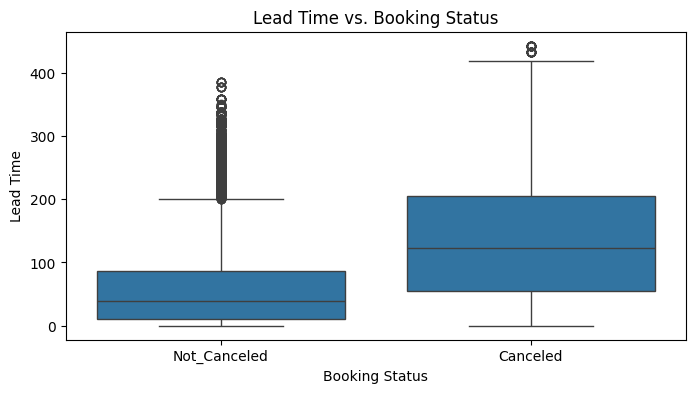 Lead Time vs. Booking Status
Lead Time
400
300
200
100
0
Not_Canceled
Canceled
Booking Status